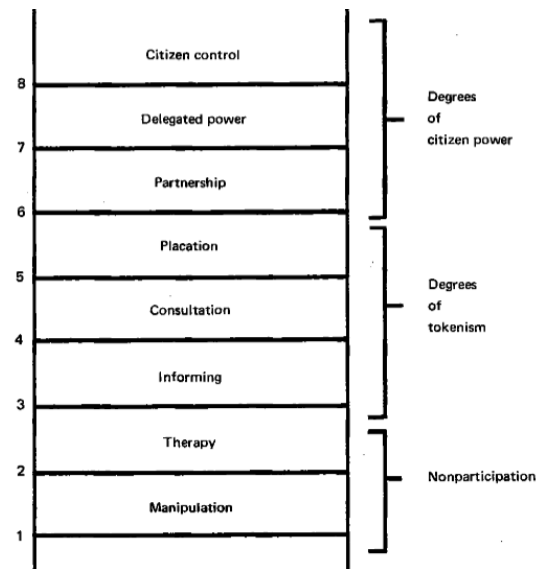 Citizen control
8
Delegated power
7
Partnership
6
Placation
5
Consultation
4
Informing
3
Therapy
2
Manipulation
1
Degrees
of
citizen power
Degrees
of
tokenism
Nonparticipation